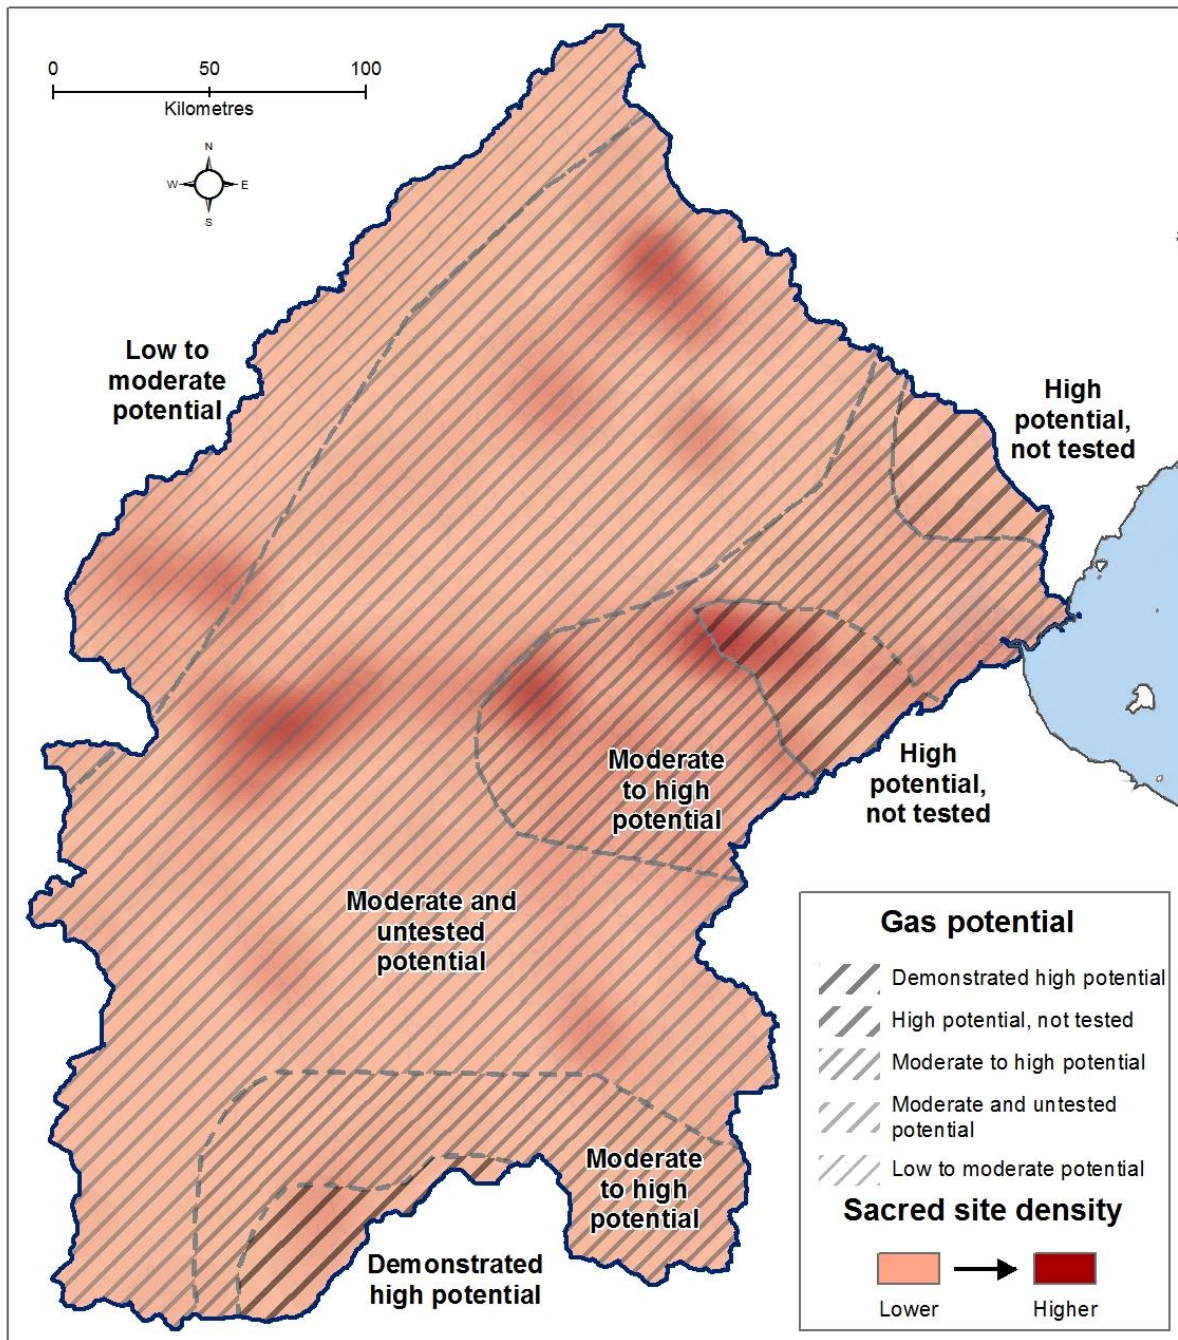 0 50 100
Kilometres
N
W E
S
Low to
moderate
potential
High
potential,
not tested
Moderate
to high
potential
High
potential,
not tested
Moderate and
untested
potential
Moderate
to high
potential
Demonstrated
high potential
Gas potential
Demonstrated high potential
High potential, not tested
Moderate to high potential
Moderate and untested
potential
Low to moderate potential
Sacred site density
Lower Higher